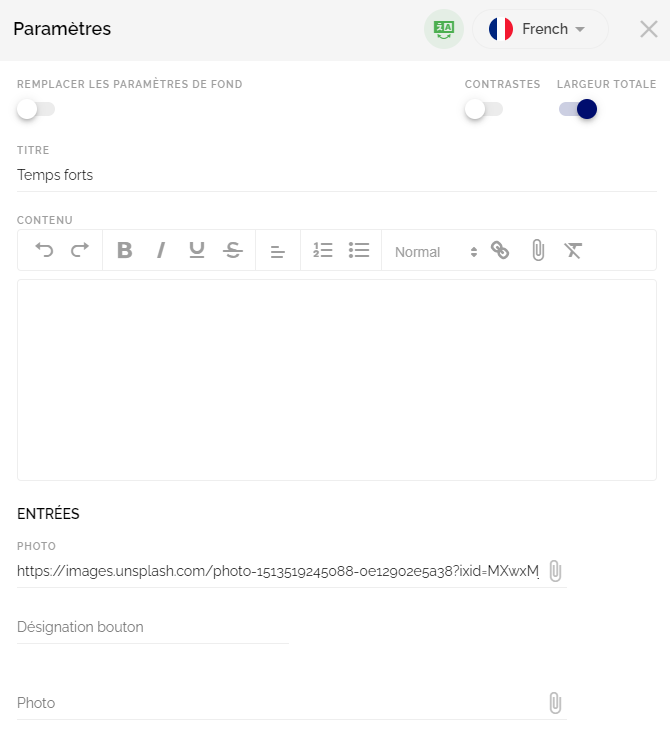 Paramètres
French
REMPLACER LES PARAMÈTRES DE FOND
CONTRASTES
LARGEUR TOTALE
TITRE
Temps forts
CONTENU
B I U S
Normal
ENTRÉES
PHOTO
https://images.unsplash.com/photo-1513519245088-0e12902e5a38?ixid=MXwxM
Désignation bouton
Photo